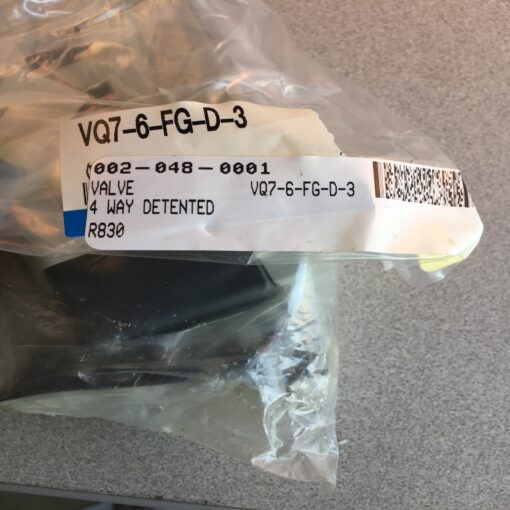 VQ7-6-FG-D-3
002-048-0001
VALVE VQ7-6-FG-D-3
4 WAY DETENTED
R830